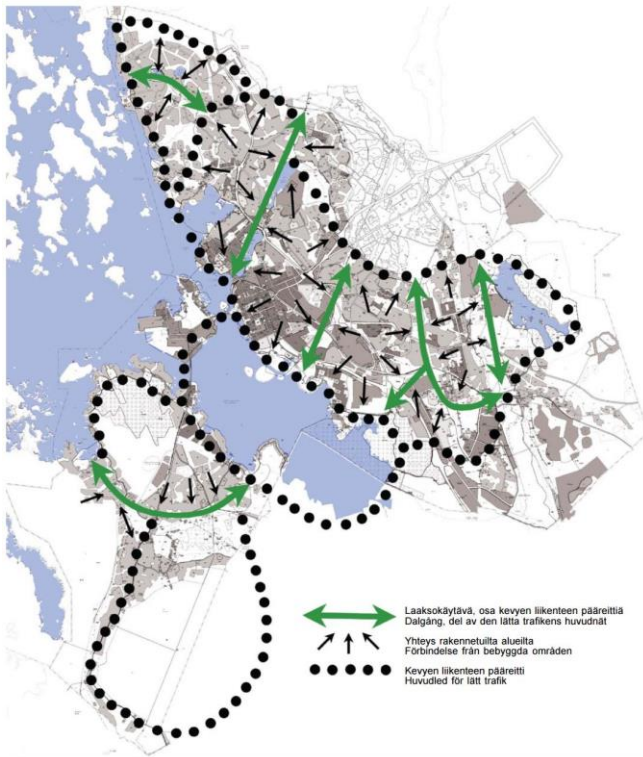 Laaksokäytävä, osa kevyen liikenteen pääreittiä
Dalgång, del av den lätta trafikens huvudnät
Yhteys rakennetuilta alueilta
Förbindelse från bebyggda områden
Kevyen liikenteen pääreitti
Huvudled för lätt trafik